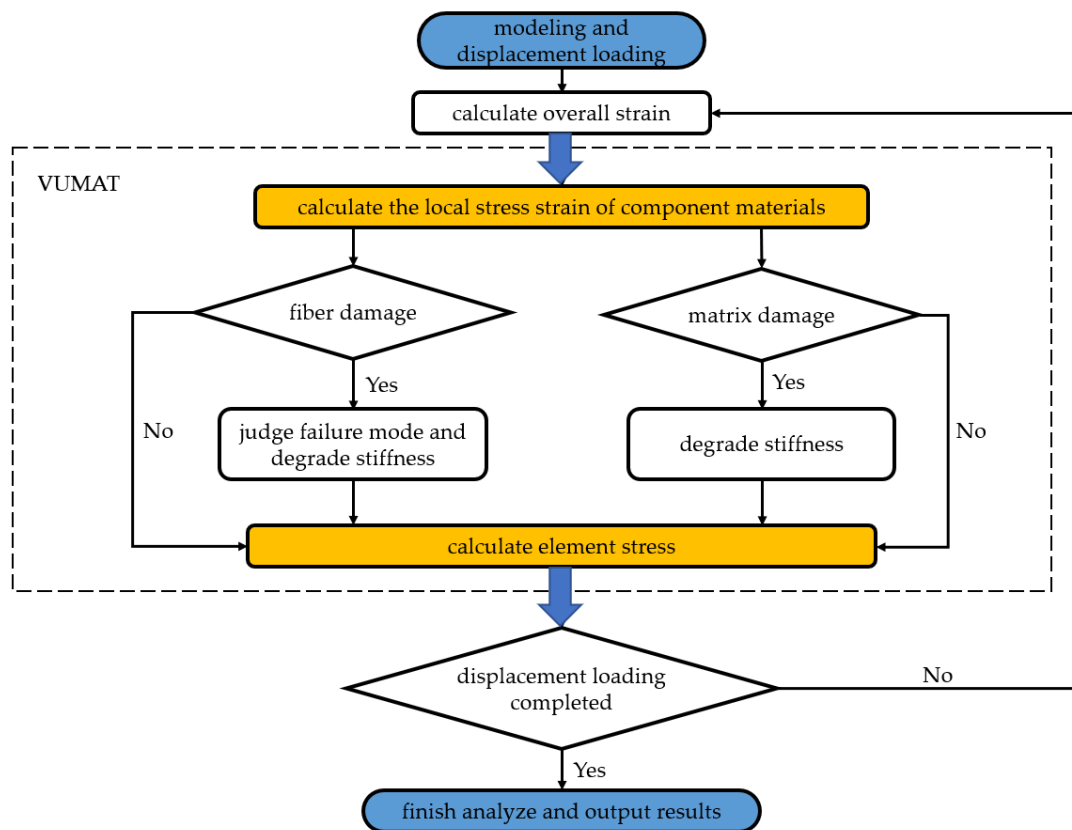 modeling and
displacement loading
calculate overall strain
VUMAT
calculate the local stress strain of component materials
fiber damage
matrix damage
Yes
Yes
No
judge failure mode and
degrade stiffness
degrade stiffness
No
calculate element stress
displacement loading
completed
No
Yes
finish analyze and output results